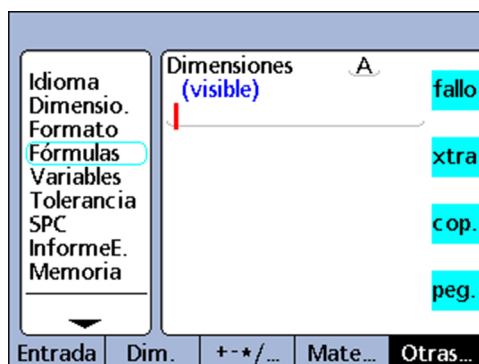 Idioma
Dimensio.
Formato
Fórmulas
Variables
Tolerancia
SPC
InformeE.
Memoria
Dimensiones A
(visible)
fallo
xtra
cop.
peg.
Entrada Dim. +-*/... Mate... Otras...